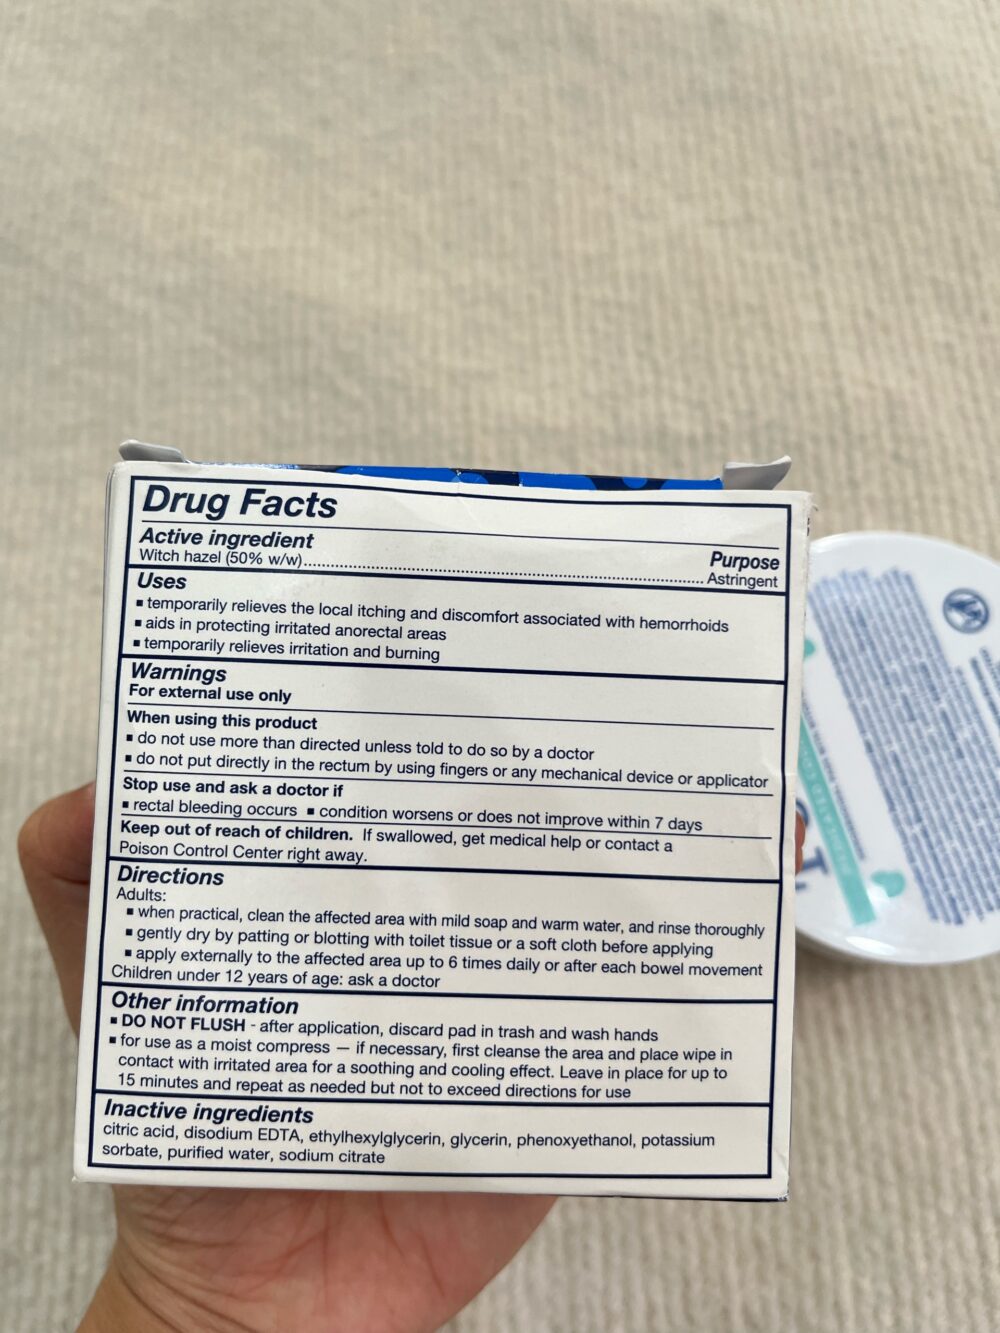 Drug Facts
Active ingredient Purpose
Witch hazel (50% w/w)........................................................................ Astringent
Uses
▪ temporarily relieves the local itching and discomfort associated with hemorrhoids
▪ aids in protecting irritated anorectal areas
▪ temporarily relieves irritation and burning
Warnings
For external use only
When using this product
▪ do not use more than directed unless told to do so by a doctor
▪ do not put directly in the rectum by using fingers or any mechanical device or applicator
Stop use and ask a doctor if
▪ rectal bleeding occurs ▪ condition worsens or does not improve within 7 days
Keep out of reach of children. If swallowed, get medical help or contact a
Poison Control Center right away.
Directions
Adults:
▪ when practical, clean the affected area with mild soap and warm water, and rinse thoroughly
▪ gently dry by patting or blotting with toilet tissue or a soft cloth before applying
▪ apply externally to the affected area up to 6 times daily or after each bowel movement
Children under 12 years of age: ask a doctor
Other information
▪ DO NOT FLUSH - after application, discard pad in trash and wash hands
▪ for use as a moist compress — if necessary, first cleanse the area and place wipe in
contact with irritated area for a soothing and cooling effect. Leave in place for up to
15 minutes and repeat as needed but not to exceed directions for use
Inactive ingredients
citric acid, disodium EDTA, ethylhexylglycerin, glycerin, phenoxyethanol, potassium
sorbate, purified water, sodium citrate